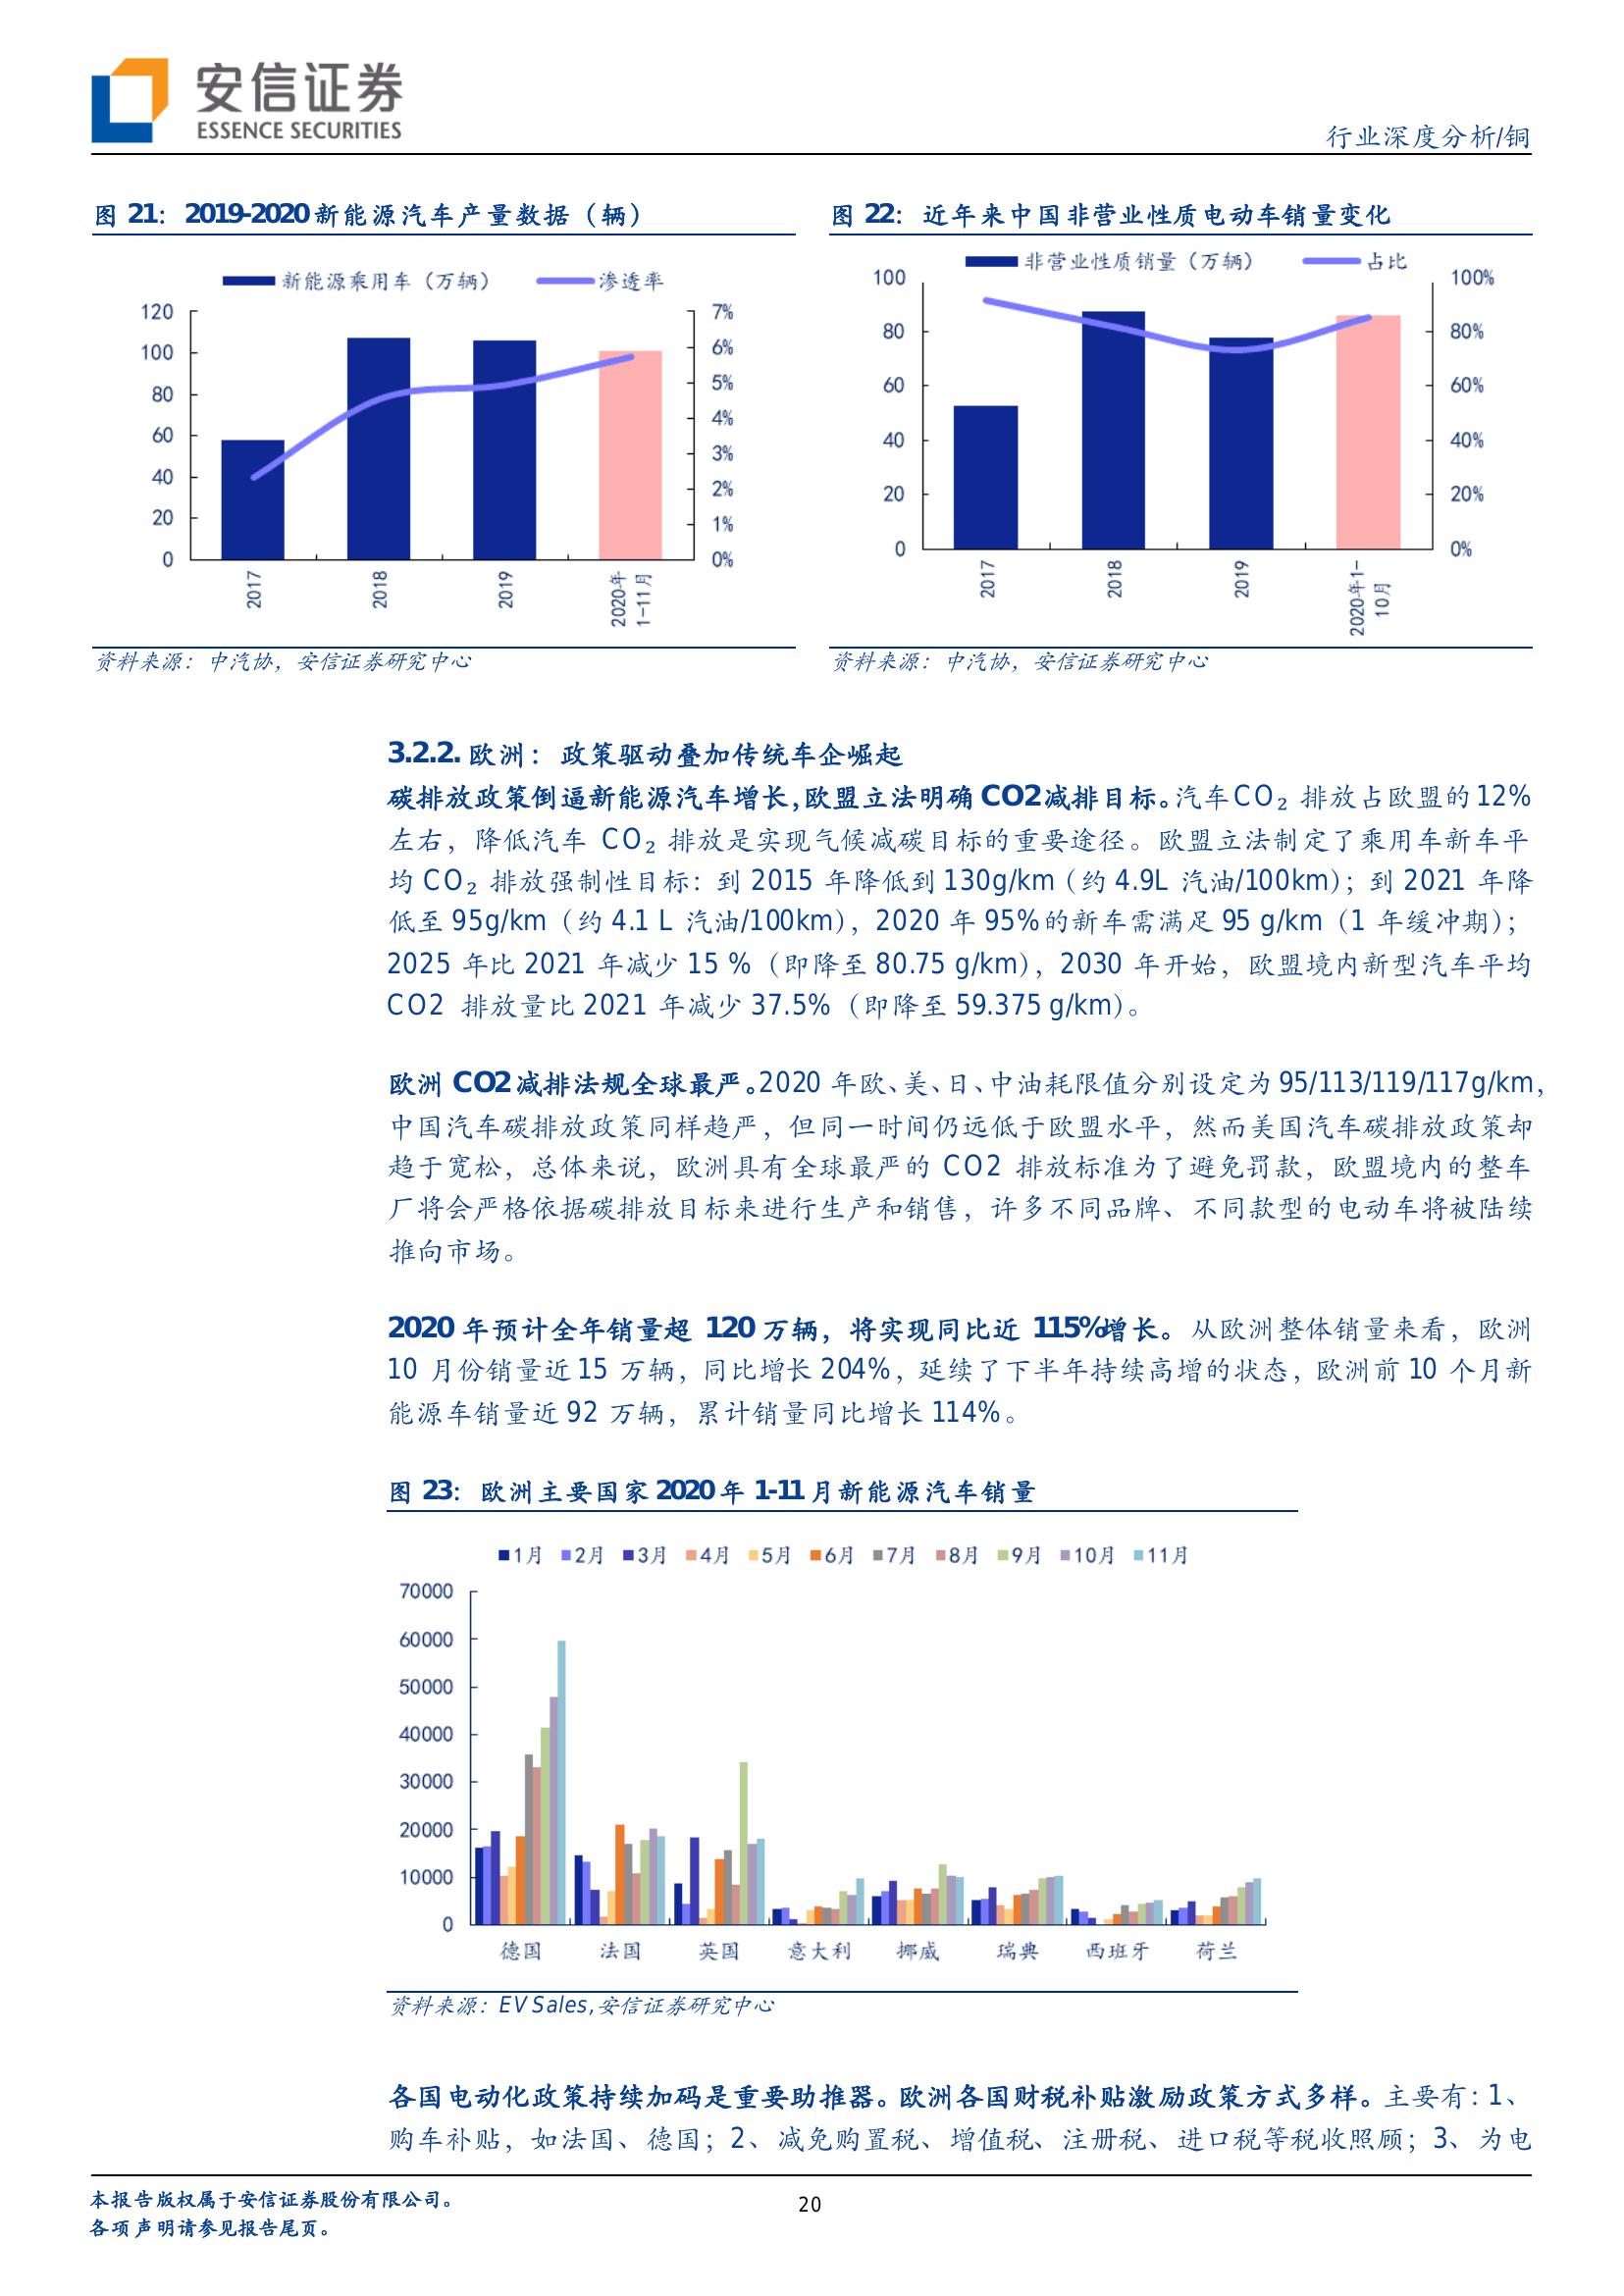 安信证券
ESSENCE SECURITIES
行业深度分析/铜
图 21：2019-2020新能源汽车产量数据（辆）
新能源乘用车（万辆） 渗透率
120
100
80
60
40
20
0
7%
6%
5%
4%
3%
2%
1%
0%
2017
2018
2019
2020年
1-11月
资料来源：中汽协，安信证券研究中心
图 22：近年来中国非营业性质电动车销量变化
非营业性质销量（万辆） 占比
100
80
60
40
20
0
100%
80%
60%
40%
20%
0%
2017
2018
2019
2020年1-
10月
资料来源：中汽协，安信证券研究中心
3.2.2. 欧洲：政策驱动叠加传统车企崛起
碳排放政策倒逼新能源汽车增长,欧盟立法明确CO2减排目标。汽车CO₂ 排放占欧盟的12%
左右，降低汽车 CO₂ 排放是实现气候减碳目标的重要途径。欧盟立法制定了乘用车新车平
均 CO₂ 排放强制性目标：到 2015 年降低到 130g/km（约 4.9L 汽油/100km）；到 2021 年降
低至 95g/km（约 4.1 L 汽油/100km），2020 年 95%的新车需满足 95 g/km（1 年缓冲期）；
2025 年比 2021 年减少 15 %（即降至 80.75 g/km），2030 年开始，欧盟境内新型汽车平均
CO2 排放量比 2021 年减少 37.5%（即降至 59.375 g/km）。
欧洲 CO2减排法规全球最严。2020 年欧、美、日、中油耗限值分别设定为 95/113/119/117g/km，
中国汽车碳排放政策同样趋严，但同一时间仍远低于欧盟水平，然而美国汽车碳排放政策却
趋于宽松，总体来说，欧洲具有全球最严的 CO2 排放标准为了避免罚款，欧盟境内的整车
厂将会严格依据碳排放目标来进行生产和销售，许多不同品牌、不同款型的电动车将被陆续
推向市场。
2020 年预计全年销量超 120 万辆，将实现同比近 115%增长。从欧洲整体销量来看，欧洲
10 月份销量近 15 万辆，同比增长 204%，延续了下半年持续高增的状态，欧洲前 10 个月新
能源车销量近 92 万辆，累计销量同比增长 114%。
图 23：欧洲主要国家 2020 年 1-11 月新能源汽车销量
1月 2月 3月 4月 5月 6月 7月 8月 9月 10月 11月
70000
60000
50000
40000
30000
20000
10000
0
德国 法国 英国 意大利 挪威 瑞典 西班牙 荷兰
资料来源：EV Sales,安信证券研究中心
各国电动化政策持续加码是重要助推器。欧洲各国财税补贴激励政策方式多样。主要有：1、
购车补贴，如法国、德国；2、减免购置税、增值税、注册税、进口税等税收照顾；3、为电
本报告版权属于安信证券股份有限公司。
各项声明请参见报告尾页。
20